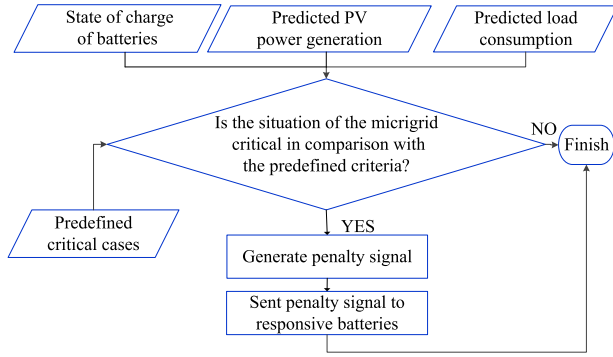 State of charge
of batteries
Predicted PV
power generation
Predicted load
consumption
Is the situation of the micrigrid
critical in comparison with
the predefined criteria?
NO
Finish
Predefined
critical cases
YES
Generate penalty signal
Sent penalty signal to
responsive batteries